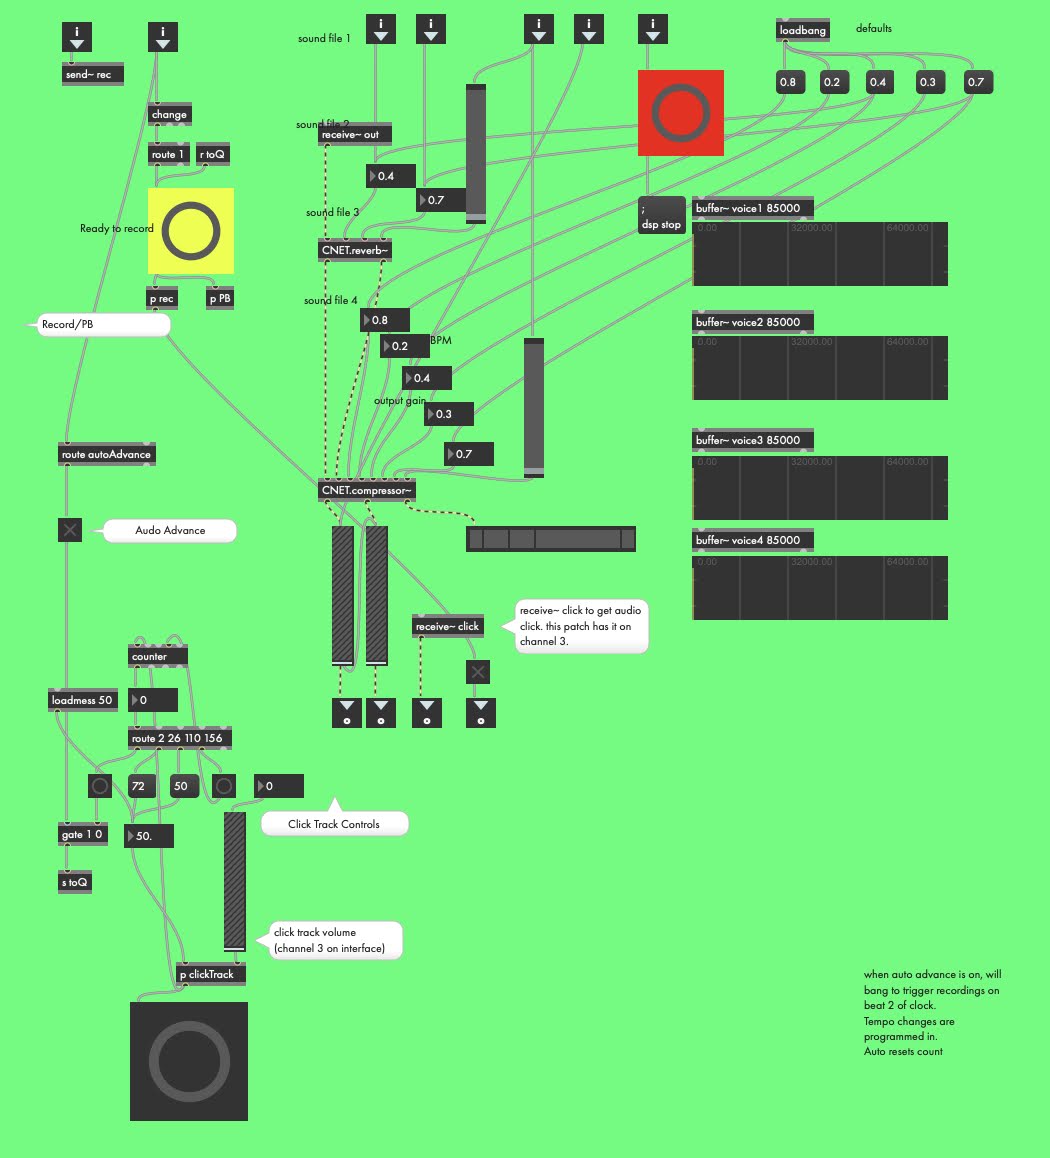 i
i
i
i
i
i
i
loadbang
defaults
sound file 1
send~ rec
0.8
0.2
0.4
0.3
0.7
change
sound file 2
receive~ out
route 1
r toQ
0.4
0.7
Ready to record
sound file 3
;
dsp stop
buffer~ voice1 85000
0.00
32000.00
64000.00
CNET.reverb~
p rec
p PB
sound file 4
Record/PB
0.8
0.2
BPM
0.4
output gain
0.3
0.7
buffer~ voice2 85000
0.00
32000.00
64000.00
route autoAdvance
buffer~ voice3 85000
0.00
32000.00
64000.00
CNET.compressor~
Audo Advance
buffer~ voice4 85000
0.00
32000.00
64000.00
receive~ click
receive~ click to get audio
click. this patch has it on
channel 3.
counter
loadmess 50
0
route 2 26 110 156
72
50
0
gate 1 0
50.
Click Track Controls
s toQ
click track volume
(channel 3 on interface)
p clickTrack
when auto advance is on, will
bang to trigger recordings on
beat 2 of clock.
Tempo changes are
programmed in.
Auto resets count